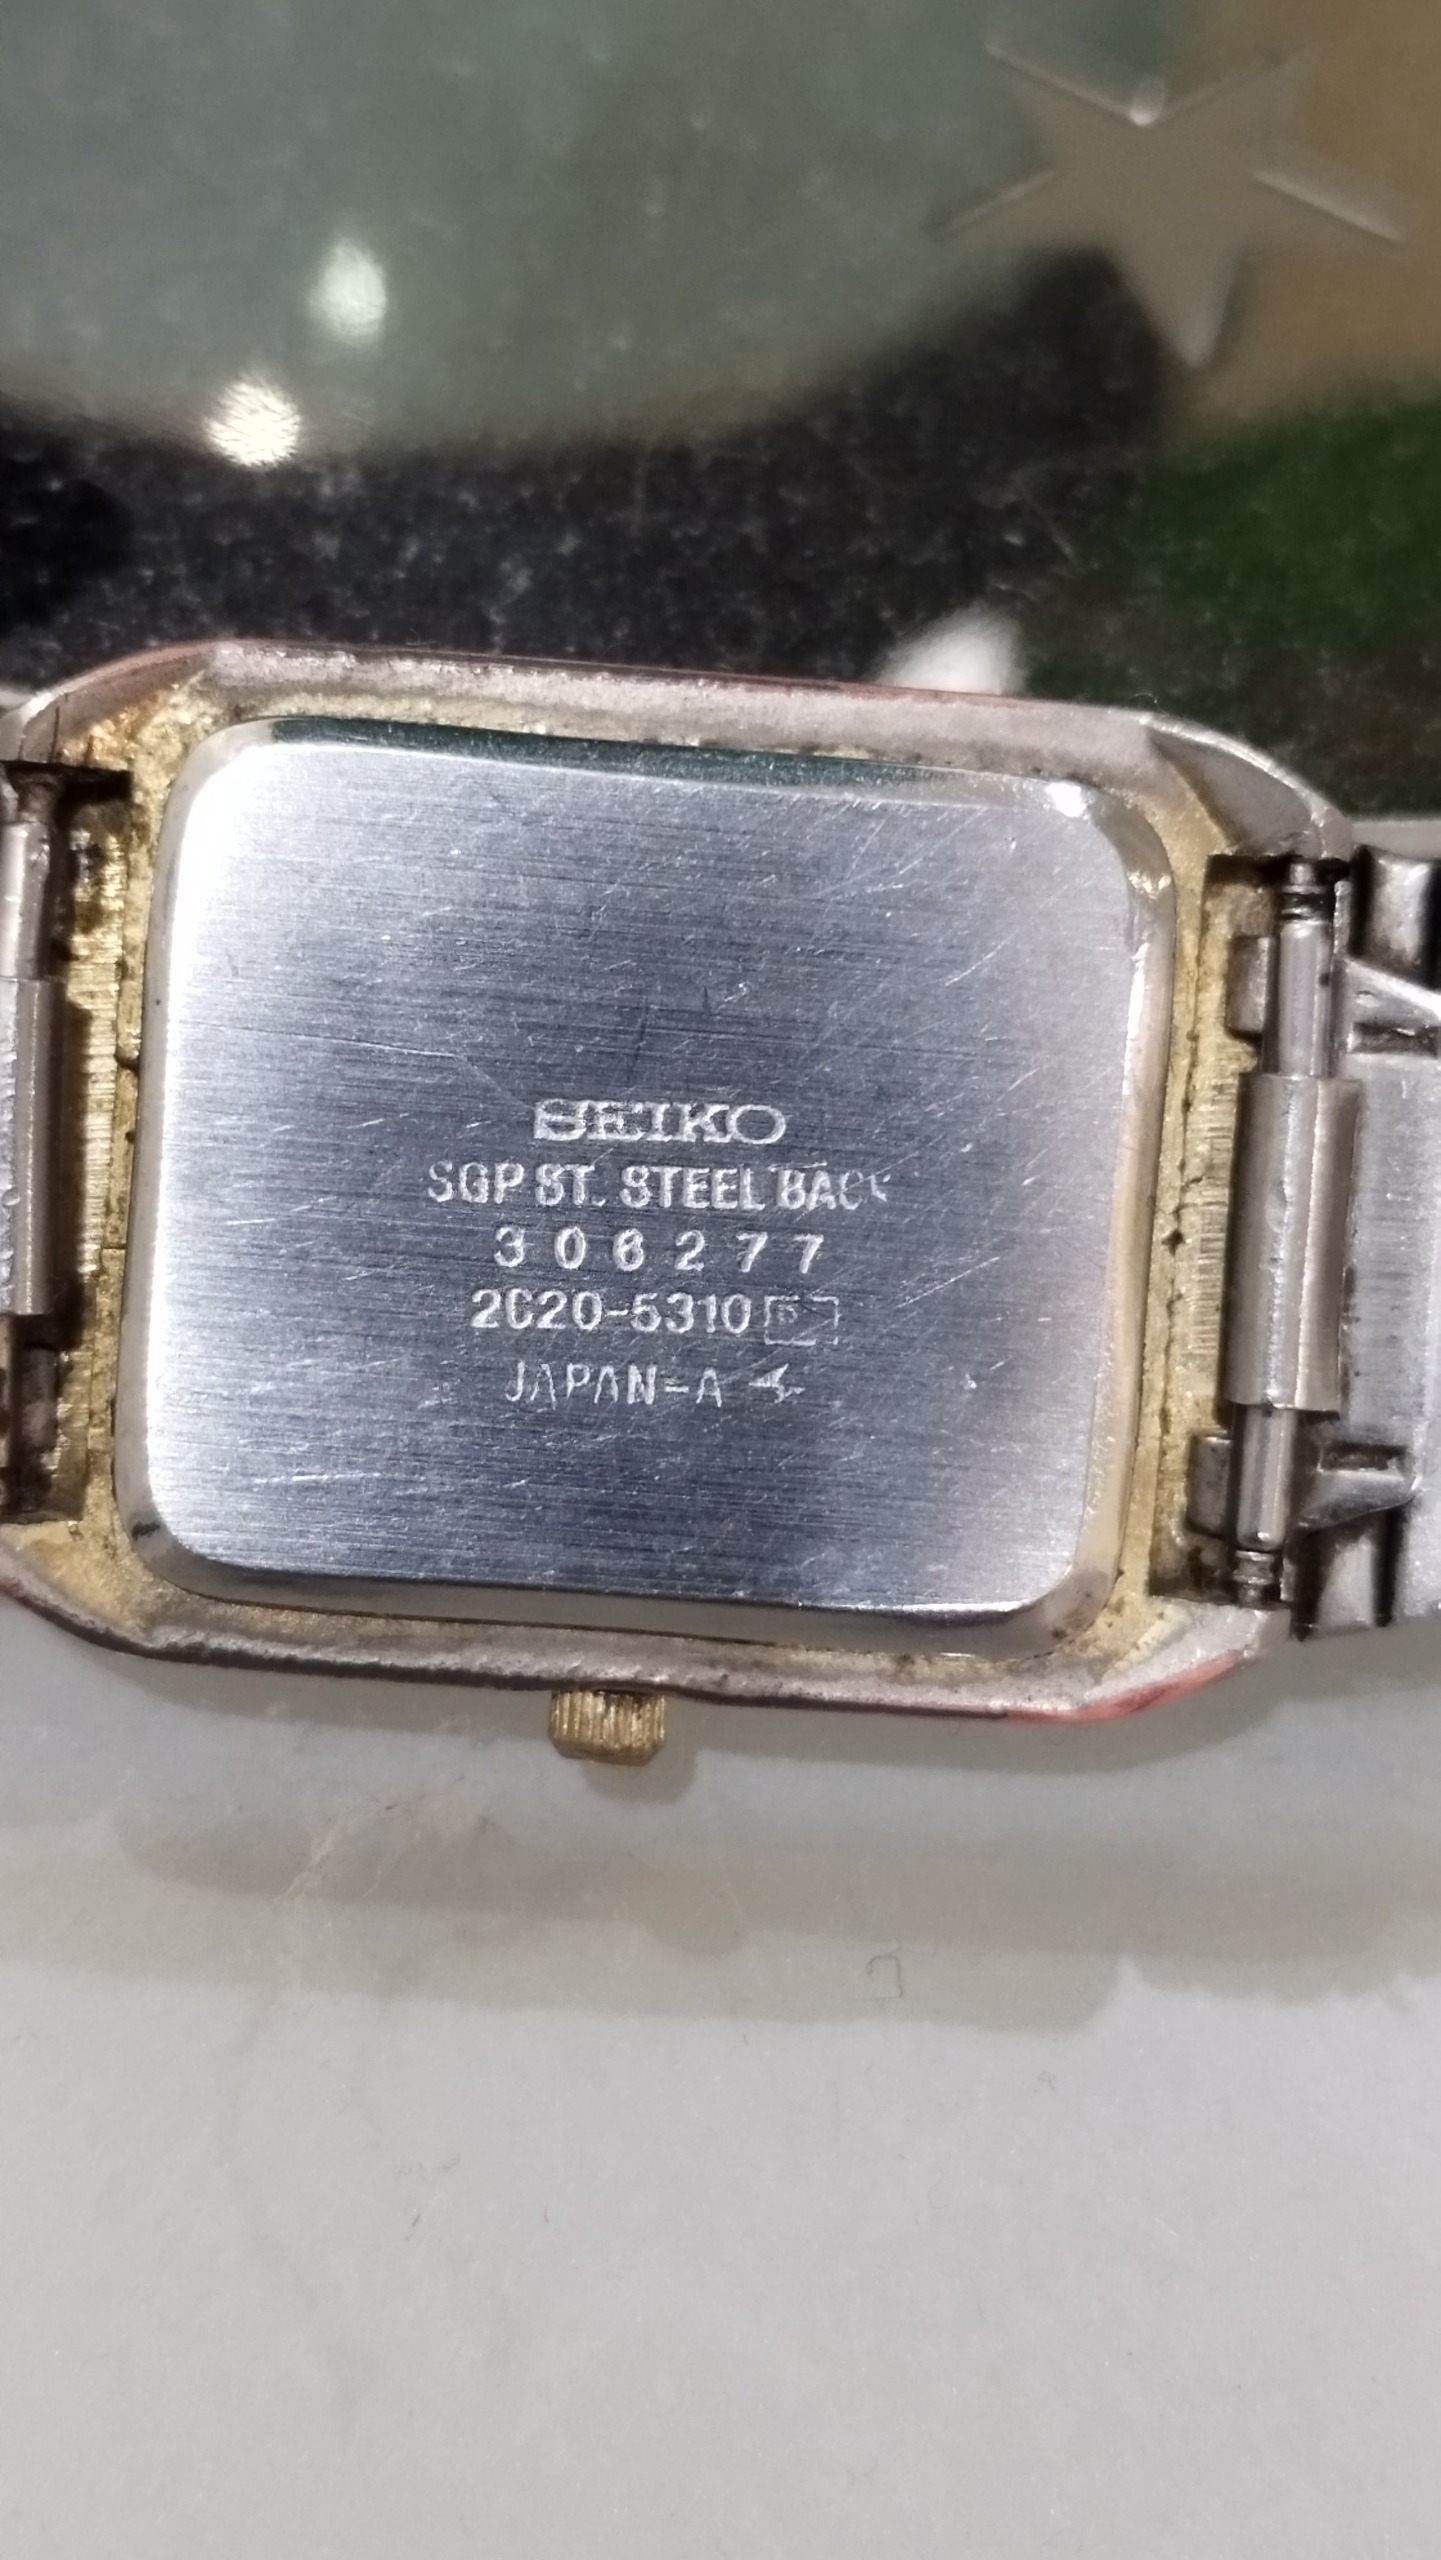 SEIKO
SGP ST. STEEL BACK
306277
2C20-5310
JAPAN-A